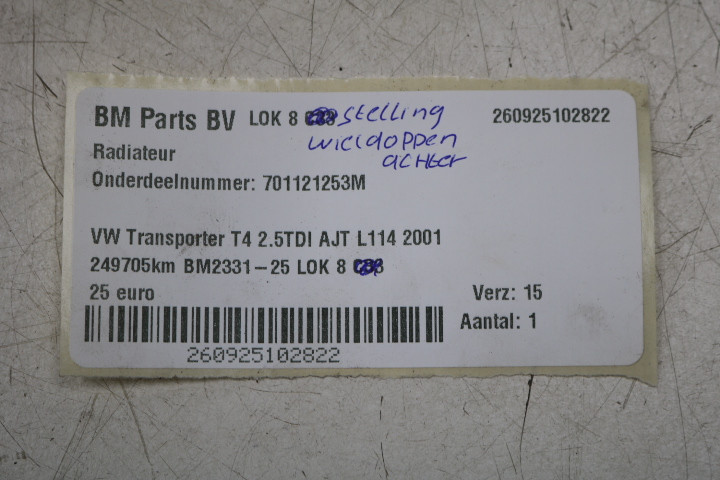 BM Parts BV LOK 8 stelling 260925102822
wieldoppen
achter
Radiateur
Onderdeelnummer: 701121253M
VW Transporter T4 2.5TDI AJT L114 2001
249705km BM2331-25 LOK 8
25 euro Verz: 15
Aantal: 1
260925102822